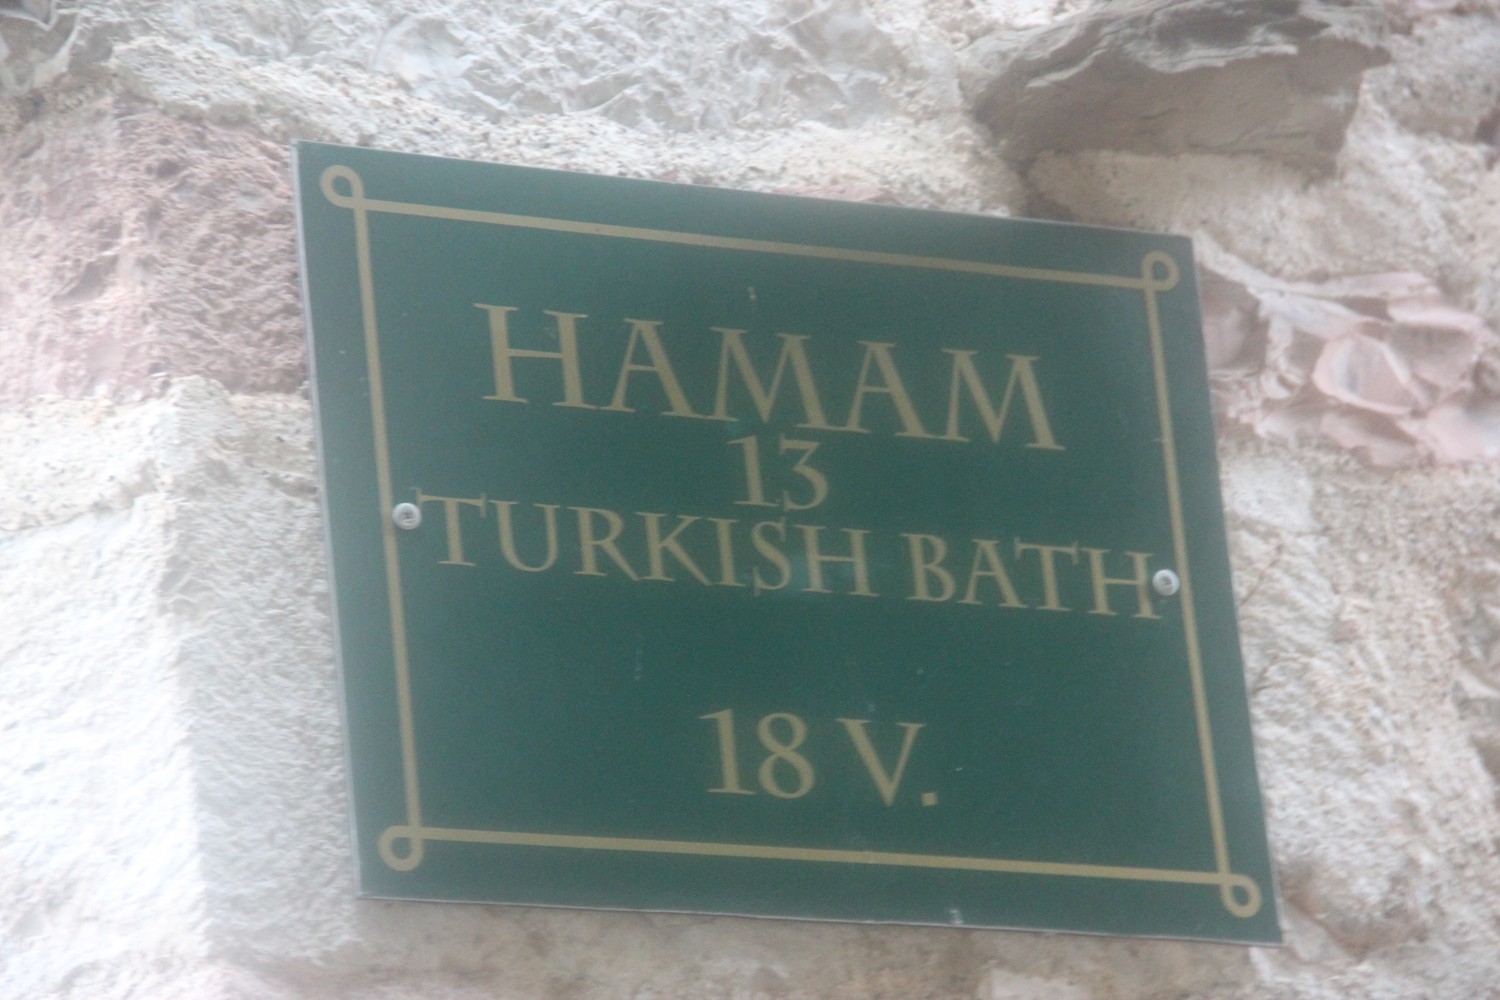 HAMAM
13
TURKISH BATH
18 V.